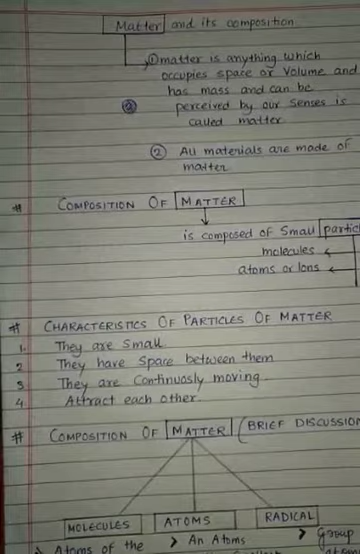 Matter and its composition
① matter is anything which
occupies space or volume and
has mass and can be
② perceived by our senses is
called matter
② All materials are made of
matter
# COMPOSITION OF MATTER
is composed of small partic
molecules
atoms or Ions
# CHARACTERISTICS OF PARTICLES OF MATTER
1. They are small
2 They have space between them
3 They are continuosly moving
4 Attract each other
# COMPOSITION OF MATTER (BRIEF DISCUSSION
MOLECULES ATOMS RADICAL
> Atoms of the > An Atoms > Group